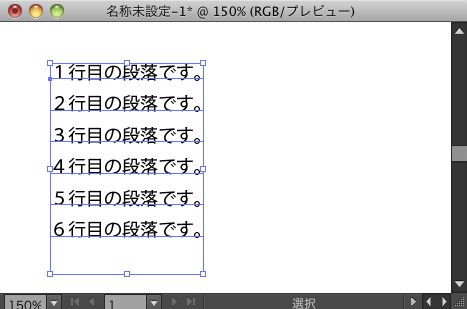 名称未設定-1* @ 150% (RGB/プレビュー)
1行目の段落です。
2行目の段落です。
3行目の段落です。
4行目の段落です。
5行目の段落です。
6行目の段落です。
150% 1 選択